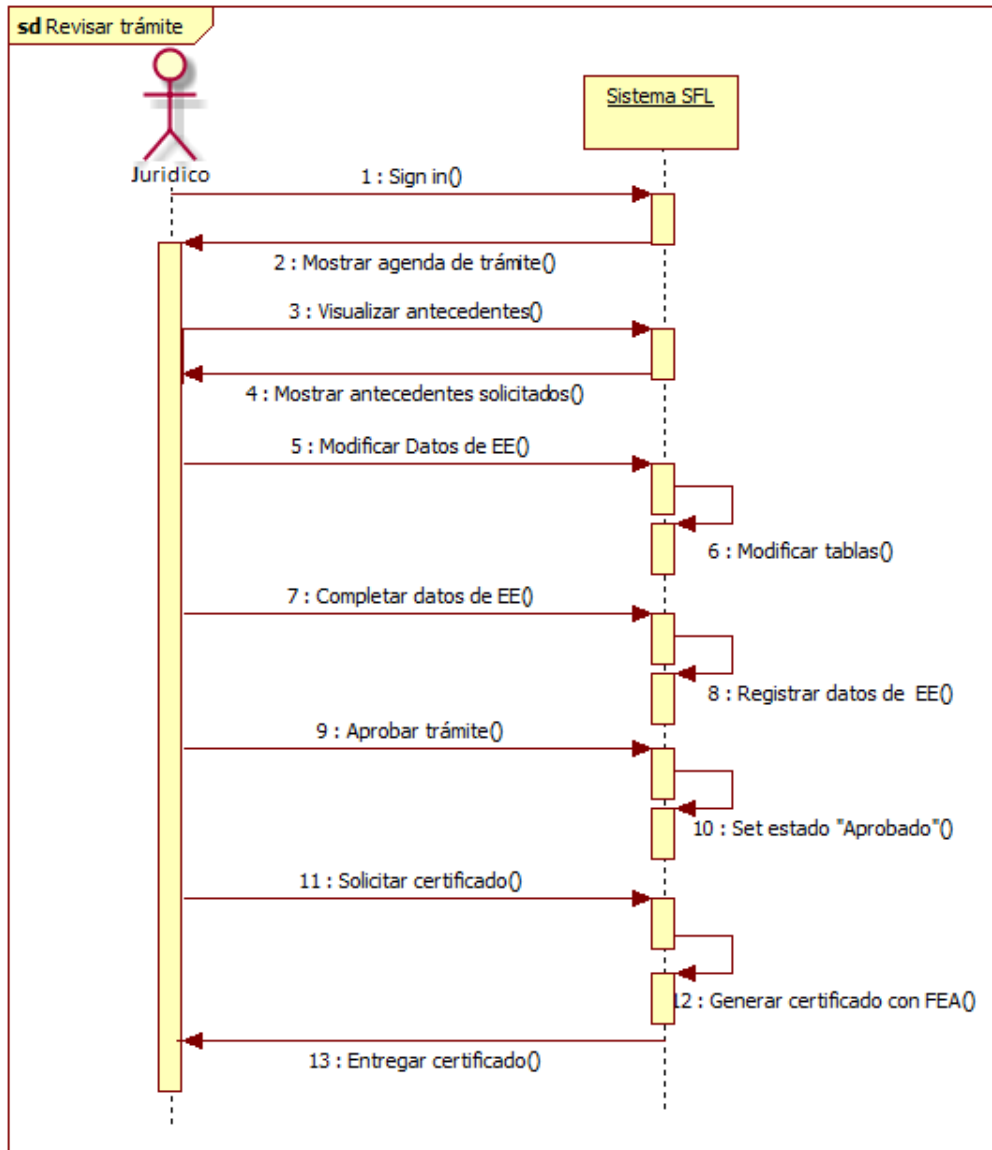 sd Revisar trámite
Sistema SFL
Juridico
1 : Sign in()
2 : Mostrar agenda de trámite()
3 : Visualizar antecedentes()
4 : Mostrar antecedentes solicitados()
5 : Modificar Datos de EE()
6 : Modificar tablas()
7 : Completar datos de EE()
8 : Registrar datos de  EE()
9 : Aprobar trámite()
10 : Set estado "Aprobado"()
11 : Solicitar certificado()
12 : Generar certificado con FEA()
13 : Entregar certificado()